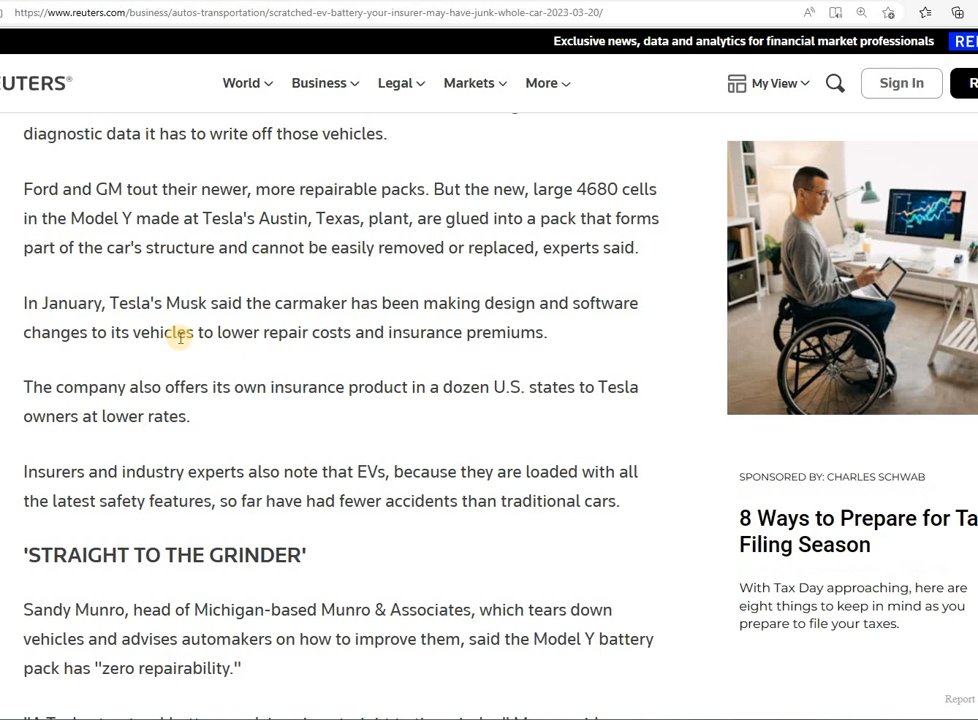 https://www.reuters.com/business/autos-transportation/scratched-ev-battery-your-insurer-may-have-junk-whole-car-2023-03-20/
Exclusive news, data and analytics for financial market professionals
EUTERS®
World
Business
Legal
Markets
More
My View
Sign In
diagnostic data it has to write off those vehicles.
Ford and GM tout their newer, more repairable packs. But the new, large 4680 cells
in the Model Y made at Tesla's Austin, Texas, plant, are glued into a pack that forms
part of the car's structure and cannot be easily removed or replaced, experts said.
In January, Tesla's Musk said the carmaker has been making design and software
changes to its vehicles to lower repair costs and insurance premiums.
The company also offers its own insurance product in a dozen U.S. states to Tesla
owners at lower rates.
Insurers and industry experts also note that EVs, because they are loaded with all
the latest safety features, so far have had fewer accidents than traditional cars.
'STRAIGHT TO THE GRINDER'
Sandy Munro, head of Michigan-based Munro & Associates, which tears down
vehicles and advises automakers on how to improve them, said the Model Y battery
pack has "zero repairability."
SPONSORED BY: CHARLES SCHWAB
8 Ways to Prepare for Ta
Filing Season
With Tax Day approaching, here are
eight things to keep in mind as you
prepare to file your taxes.
Report